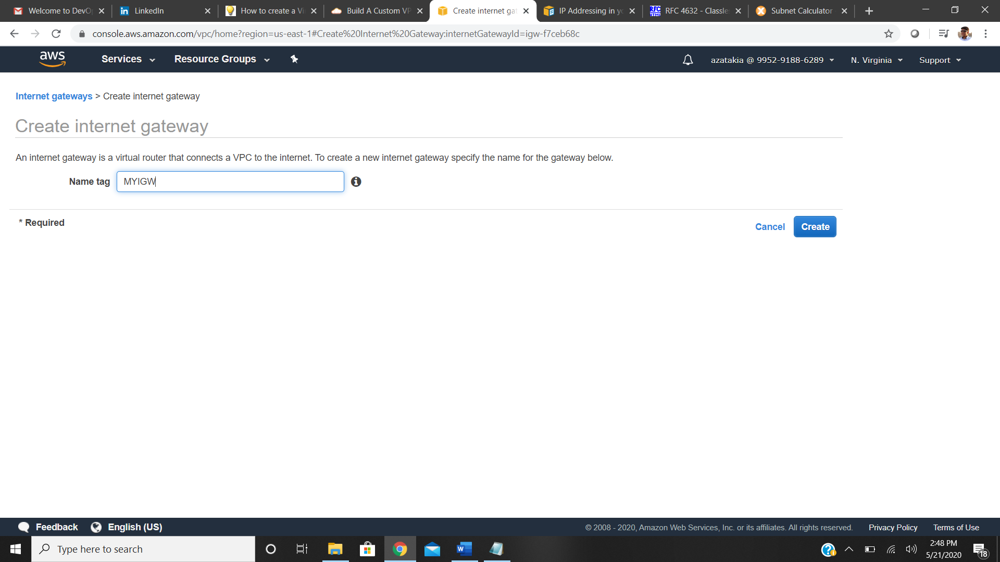 Welcome to DevO
LinkedIn
How to create a Vi
Build A Custom VP
Create internet gat
IP Addressing in yo
RFC 4632 - Classle
Subnet Calculator
console.aws.amazon.com/vpc/home?region=us-east-1#Create%20Internet%20Gateway:internetGatewayId=igw-f7ceb68c
aws
Services
Resource Groups
azatakia @ 9952-9188-6289
N. Virginia
Support
Internet gateways > Create internet gateway
Create internet gateway
An internet gateway is a virtual router that connects a VPC to the internet. To create a new internet gateway specify the name for the gateway below.
Name tag
MYIGW
* Required
Cancel
Create
Feedback
English (US)
© 2008 - 2020, Amazon Web Services, Inc. or its affiliates. All rights reserved.
Privacy Policy
Terms of Use
Type here to search
2:48 PM
5/21/2020
18